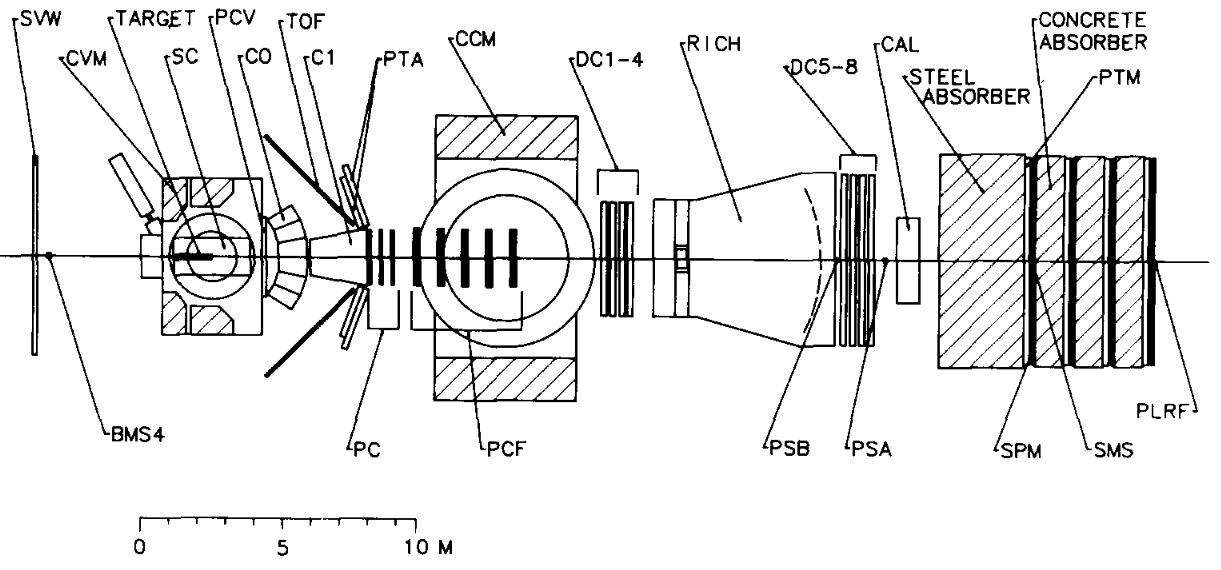 SVW
TARGET
PCV
TOF
CVM
SC
CO
C1
PTA
CCM
DC1-4
RICH
DC5-8
CAL
CONCRETE
ABSORBER
STEEL
ABSORBER
PTM
BMS4
PC
PCF
PSB
PSA
SPM
SMS
PLRF
0 5 10 M